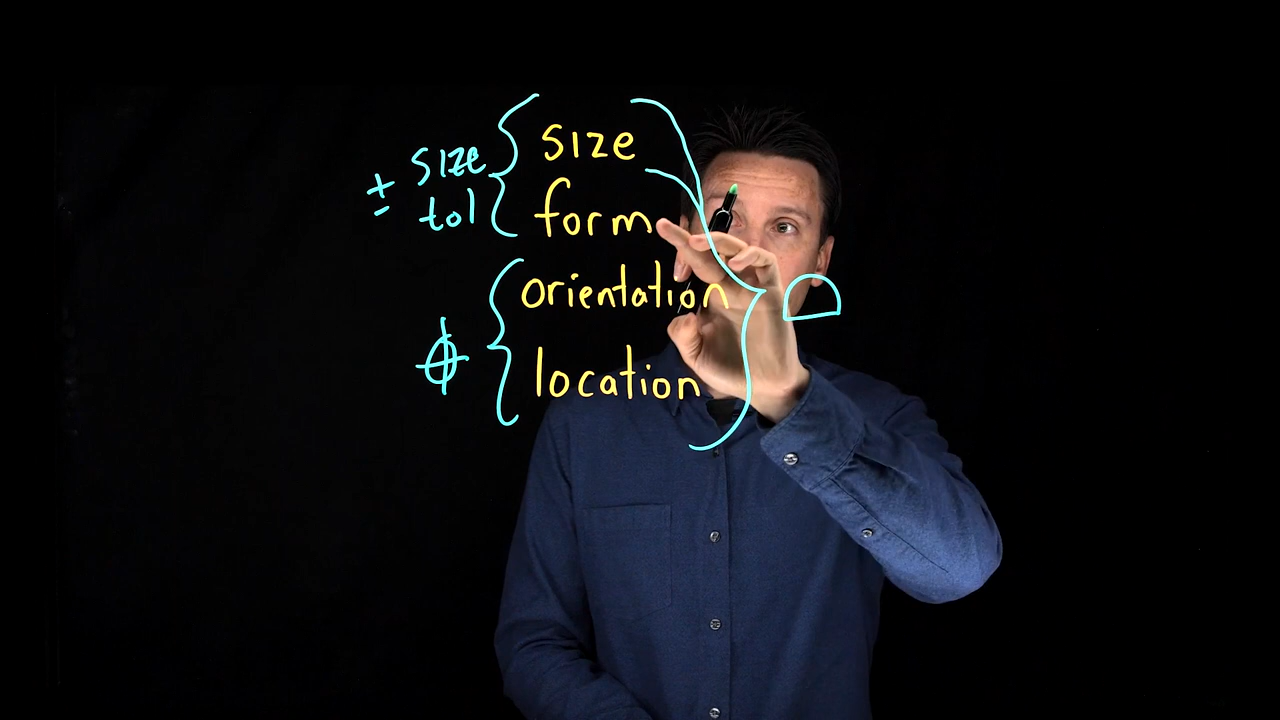 size
form
orientation
location
± size
tol
⌖
⌓